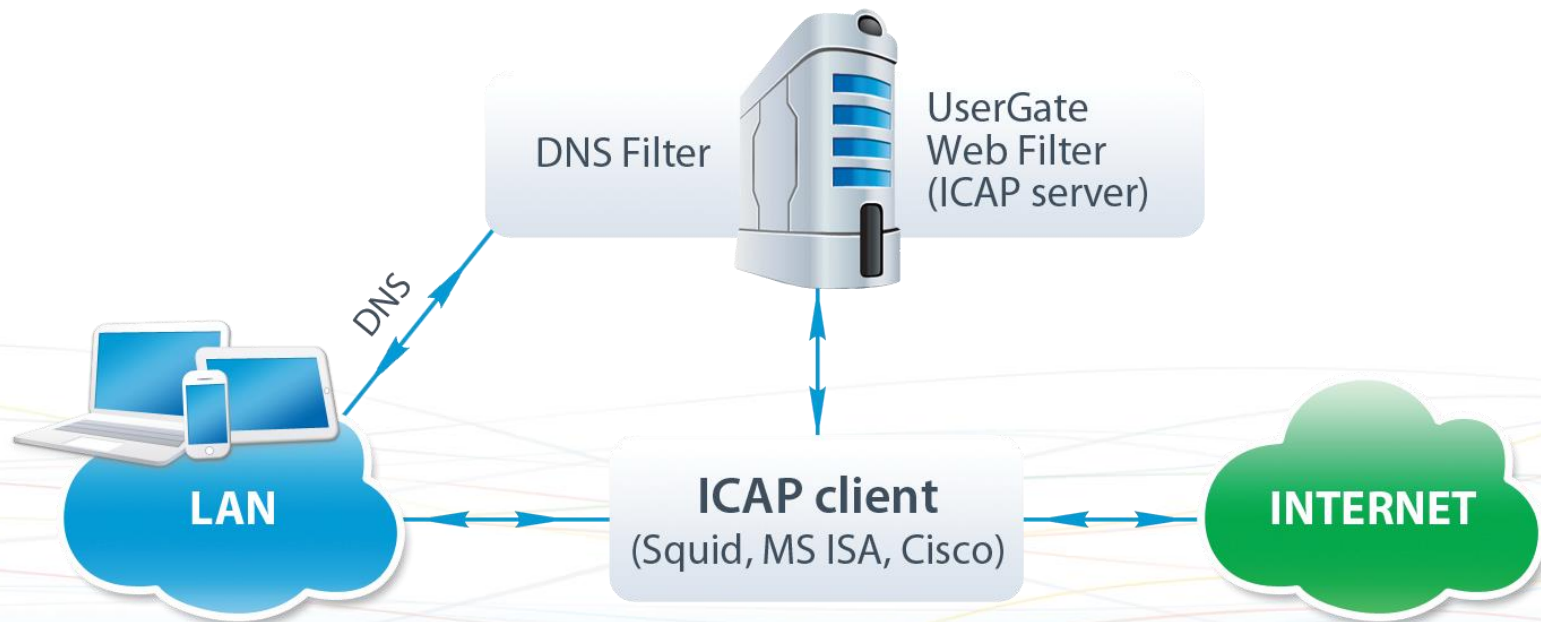 DNS Filter
UserGate
Web Filter
(ICAP server)
DNS
LAN
ICAP client
(Squid, MS ISA, Cisco)
INTERNET